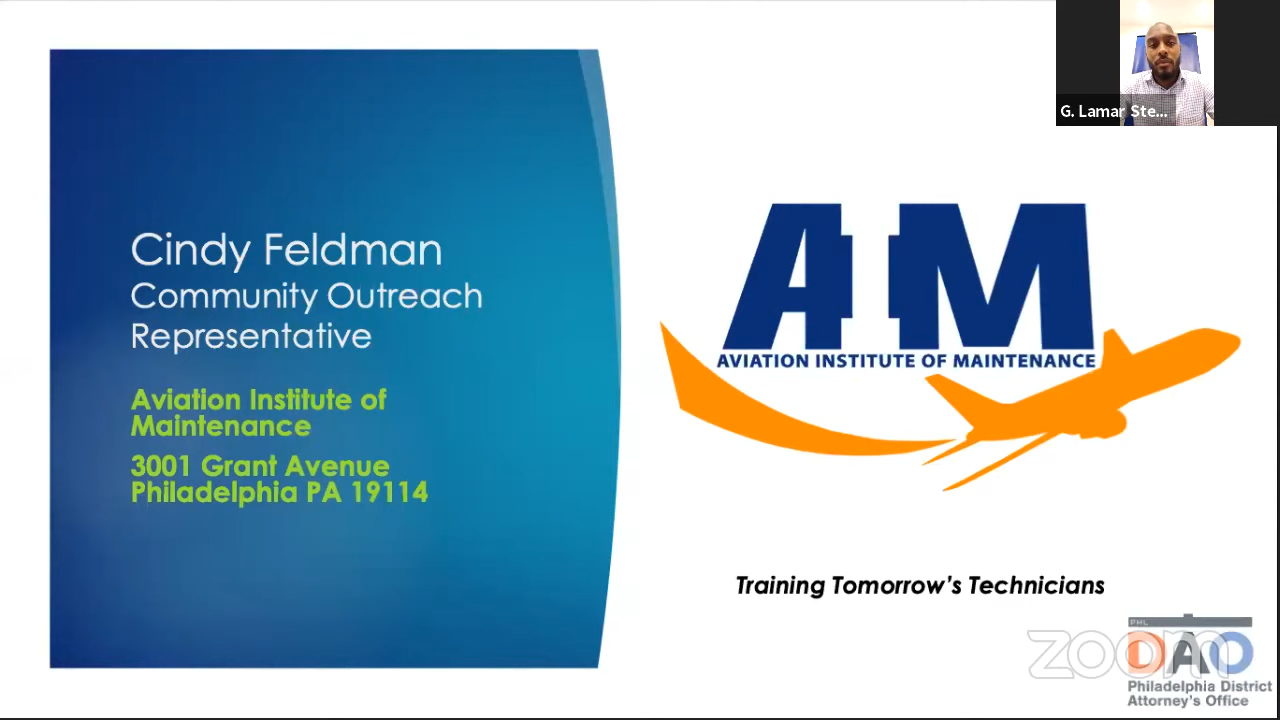 G. Lamar Ste...
Cindy Feldman
Community Outreach
Representative
Aviation Institute of
Maintenance
3001 Grant Avenue
Philadelphia PA 19114
AIM
AVIATION INSTITUTE OF MAINTENANCE
Training Tomorrow's Technicians
zoom
PHL
DAO
Philadelphia District
Attorney's Office